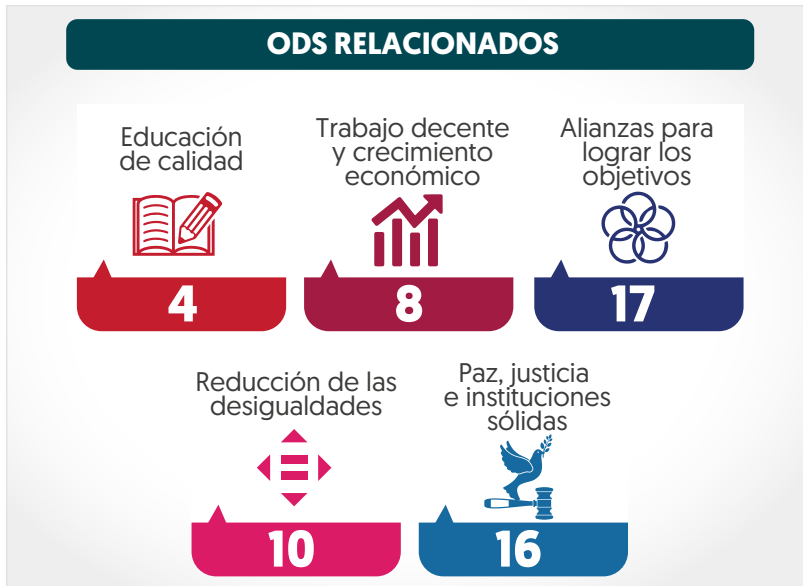 ODS RELACIONADOS
Educación
de calidad
4
Trabajo decente
y crecimiento
económico
8
Alianzas para
lograr los
objetivos
17
Reducción de las
desigualdades
10
Paz, justicia
e instituciones
sólidas
16